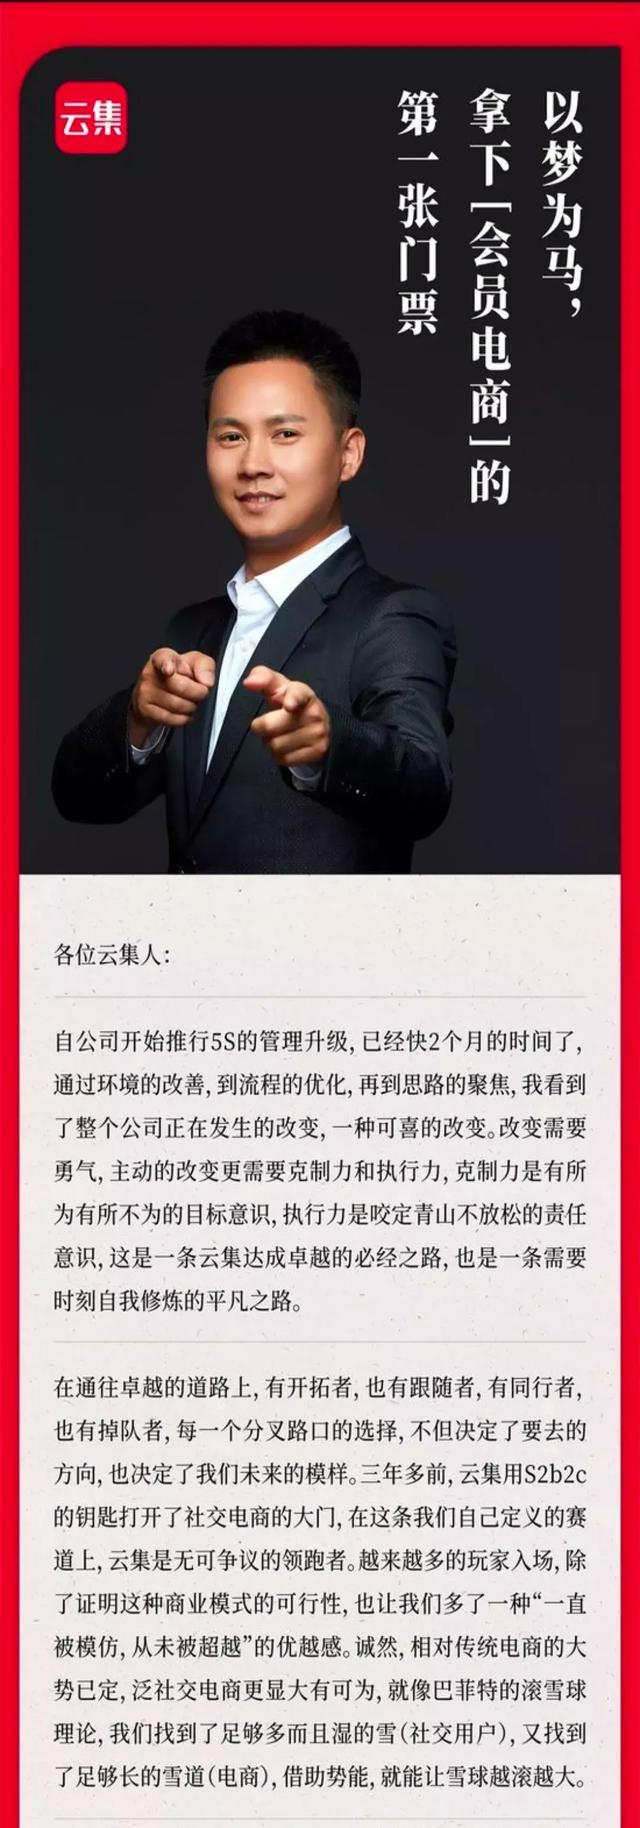 云集
以梦为马，
拿下[会员电商]的
第一张门票
各位云集人：
自公司开始推行5S的管理升级，已经快2个月的时间了，
通过环境的改善，到流程的优化，再到思路的聚焦，我看到
了整个公司正在发生的改变，一种可喜的改变。改变需要
勇气，主动的改变更需要克制力和执行力，克制力是有所
为有所不为的目标意识，执行力是咬定青山不放松的责任
意识，这是一条云集达成卓越的必经之路，也是一条需要
时刻自我修炼的平凡之路。
在通往卓越的道路上，有开拓者，也有跟随者，有同行者，
也有掉队者，每一个分叉路口的选择，不但决定了要去的
方向，也决定了我们未来的模样。三年多前，云集用S2b2c
的钥匙打开了社交电商的大门，在这条我们自己定义的赛
道上，云集是无可争议的领跑者。越来越多的玩家入场，除
了证明这种商业模式的可行性，也让我们多了一种“一直
被模仿，从未被超越”的优越感。诚然，相对传统电商的大
势已定，泛社交电商更显大有可为，就像巴菲特的滚雪球
理论，我们找到了足够多而且湿的雪（社交用户），又找到
了足够长的雪道（电商），借助势能，就能让雪球越滚越大。